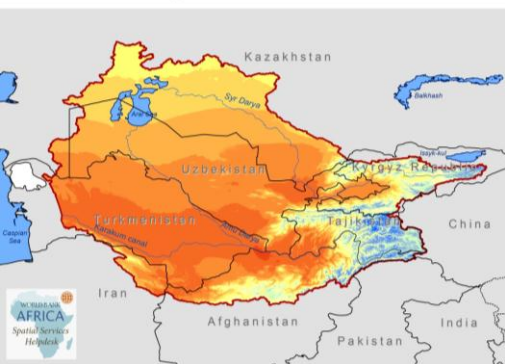 Kazakhstan
Syr Darya
Balkhash
Aral Sea
Issyk-kul
Uzbekistan
Kyrgyz Republic
Turkmenistan
Amu Darya
Tajikistan
China
Caspian
Sea
Karakum canal
Iran
Afghanistan
India
Pakistan
WORLD BANK
AFRICA
Spatial Services
Helpdesk